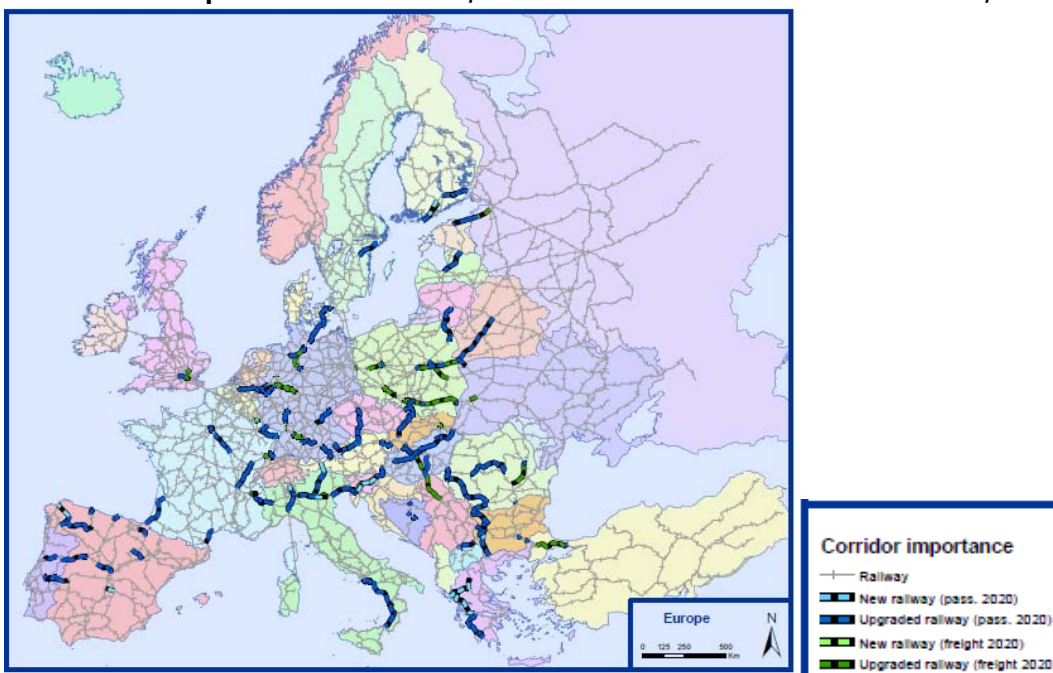 Europe
N
0 125 250 500
Km
Corridor importance
Railway
New railway (pass. 2020)
Upgraded railway (pass. 2020)
New railway (freight 2020)
Upgraded railway (freight 2020